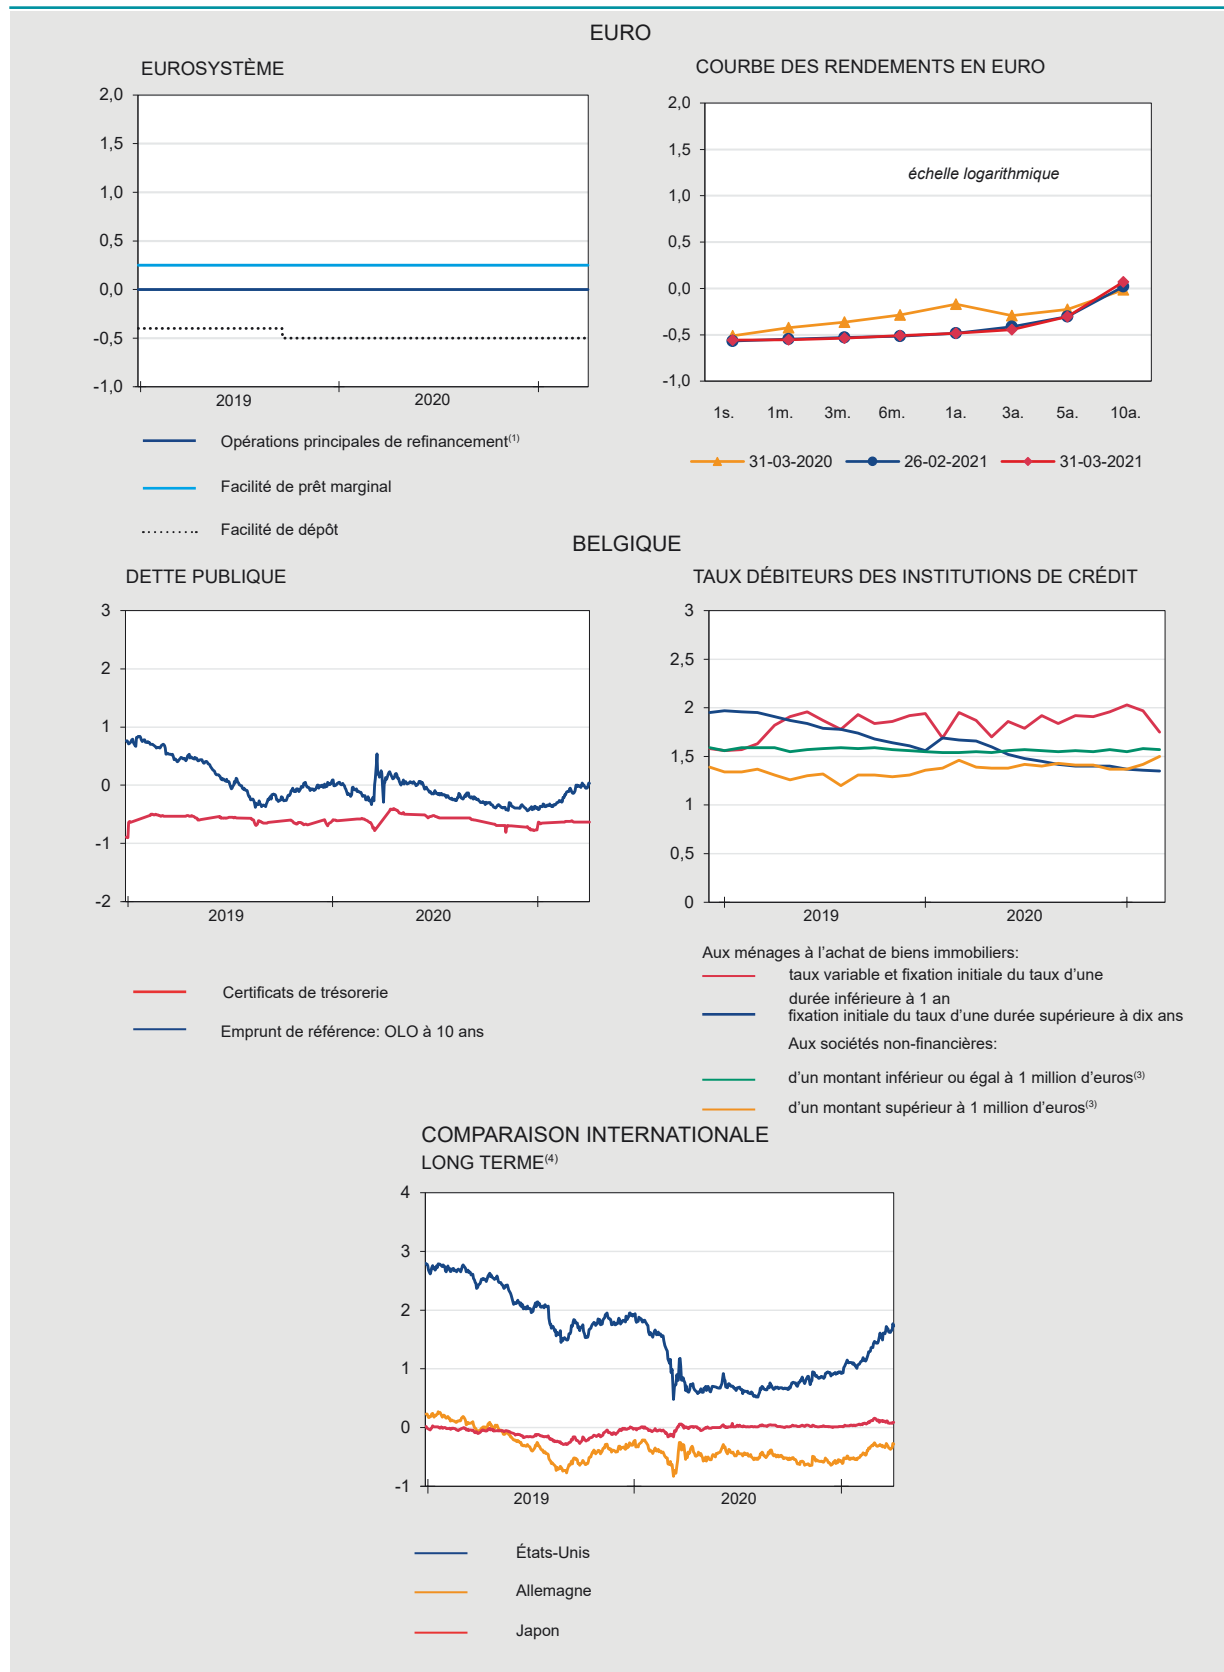 EURO
EUROSYSTÈME
2,0
1,5
1,0
0,5
0,0
-0,5
-1,0
2019 2020
Opérations principales de refinancement(1)
Facilité de prêt marginal
Facilité de dépôt
COURBE DES RENDEMENTS EN EURO
2,0
1,5
1,0
0,5
0,0
-0,5
-1,0
échelle logarithmique
1s. 1m. 3m. 6m. 1a. 3a. 5a. 10a.
31-03-2020 26-02-2021 31-03-2021
BELGIQUE
DETTE PUBLIQUE
3
2
1
0
-1
-2
2019 2020
Certificats de trésorerie
Emprunt de référence: OLO à 10 ans
TAUX DÉBITEURS DES INSTITUTIONS DE CRÉDIT
3
2,5
2
1,5
1
0,5
0
2019 2020
Aux ménages à l'achat de biens immobiliers:
taux variable et fixation initiale du taux d'une
durée inférieure à 1 an
fixation initiale du taux d'une durée supérieure à dix ans
Aux sociétés non-financières:
d'un montant inférieur ou égal à 1 million d'euros(3)
d'un montant supérieur à 1 million d'euros(3)
COMPARAISON INTERNATIONALE
LONG TERME(4)
4
3
2
1
0
-1
2019 2020
États-Unis
Allemagne
Japon